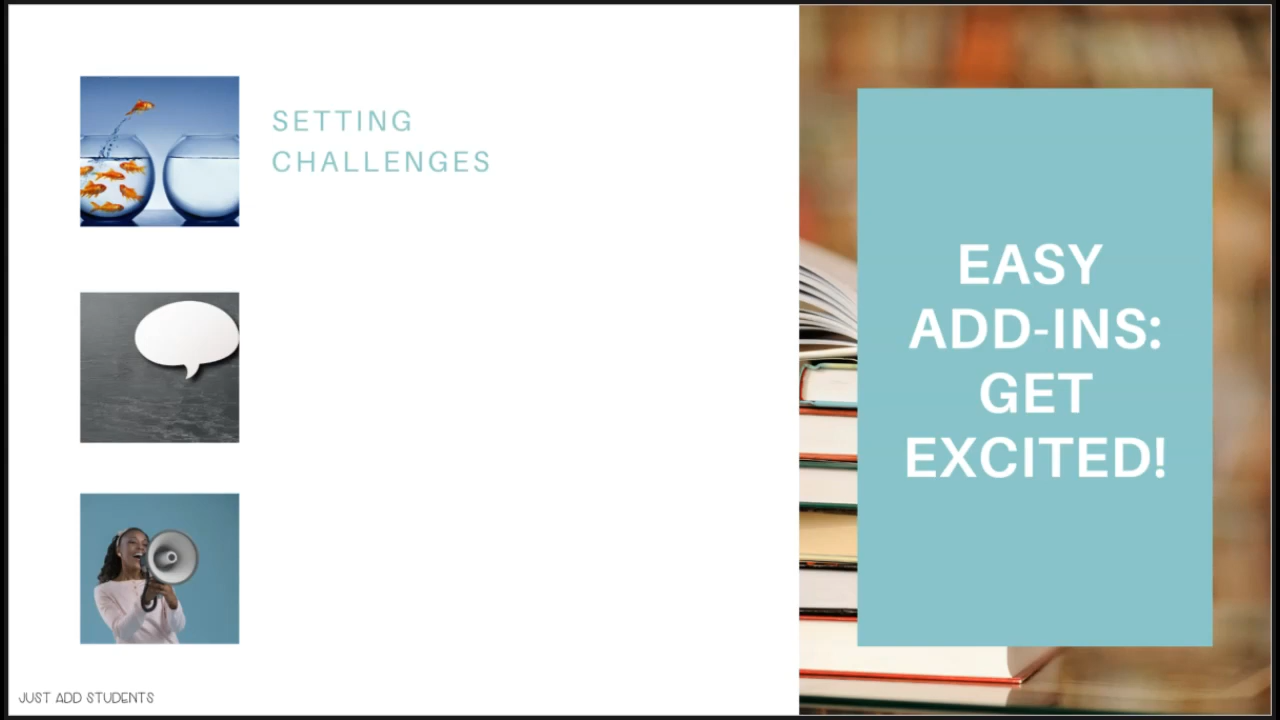 SETTING
CHALLENGES
EASY
ADD-INS:
GET
EXCITED!
JUST ADD STUDENTS